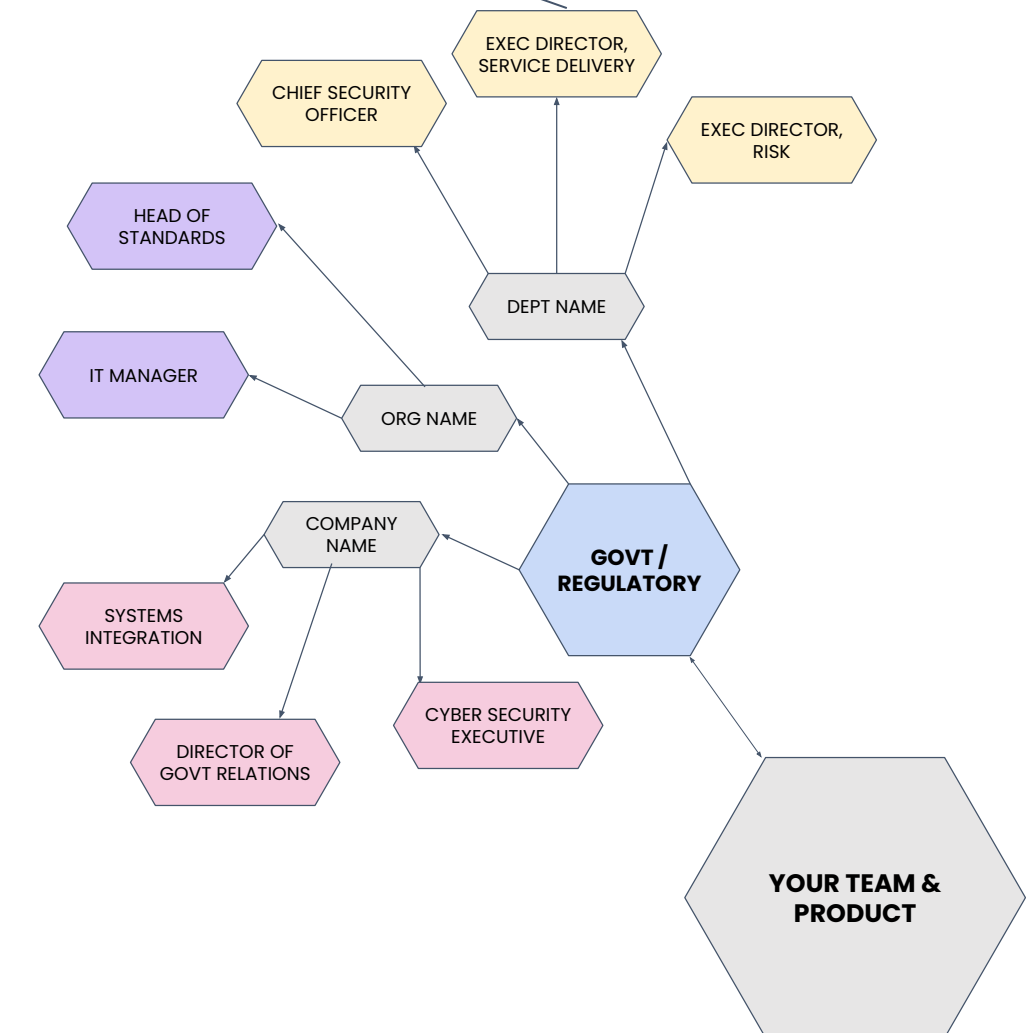 EXEC DIRECTOR,
SERVICE DELIVERY
CHIEF SECURITY
OFFICER
EXEC DIRECTOR,
RISK
HEAD OF
STANDARDS
DEPT NAME
IT MANAGER
ORG NAME
COMPANY
NAME
GOVT /
REGULATORY
SYSTEMS
INTEGRATION
CYBER SECURITY
EXECUTIVE
DIRECTOR OF
GOVT RELATIONS
YOUR TEAM &
PRODUCT